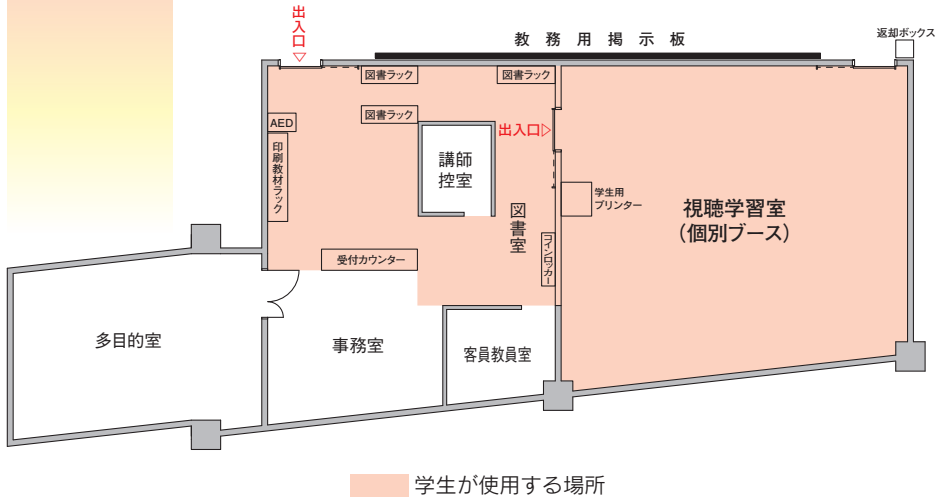 出入口
▽
教務用掲示板
返却ボックス
図書ラック
図書ラック
AED
図書ラック
出入口▷
印刷教材ラック
講師
控室
学生用
プリンター
視聴学習室
（個別ブース）
図書室
コインロッカー
受付カウンター
多目的室
事務室
客員教員室
学生が使用する場所